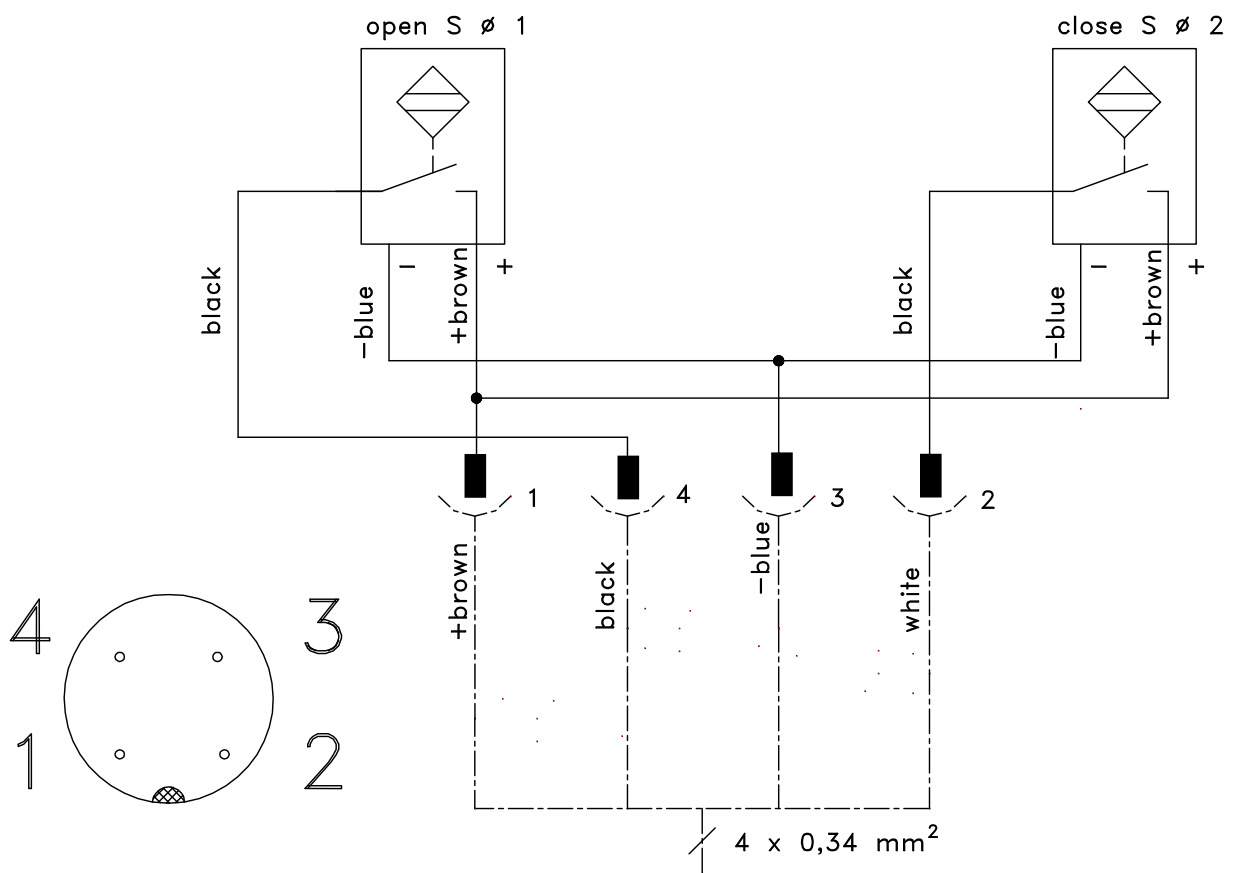 open S ø 1
close S ø 2
black
−blue
−
+brown
+
black
−blue
−
+brown
+
1
4
3
2
+brown
black
−blue
white
4
3
1
2
4 x 0,34 mm²